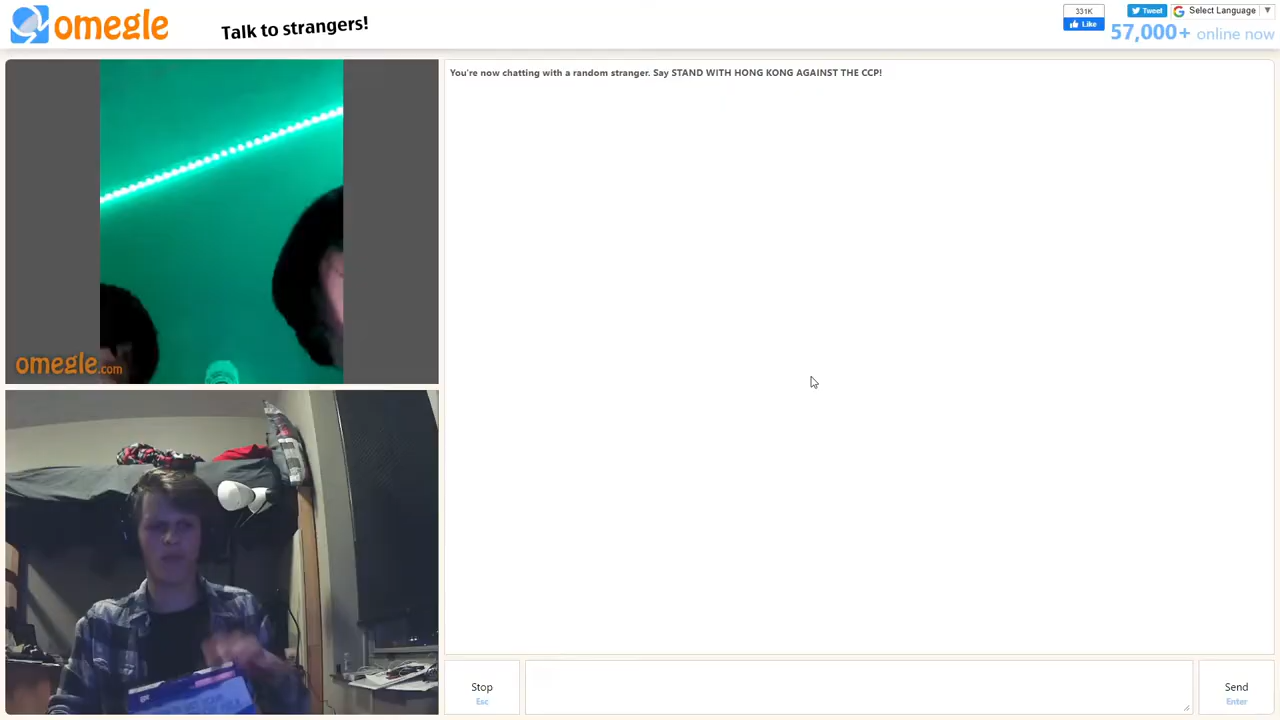 omegle
Talk to strangers!
331K
Like
Tweet
Select Language
57,000+ online now
You're now chatting with a random stranger. Say STAND WITH HONG KONG AGAINST THE CCP!
omegle.com
Stop
Esc
Send
Enter